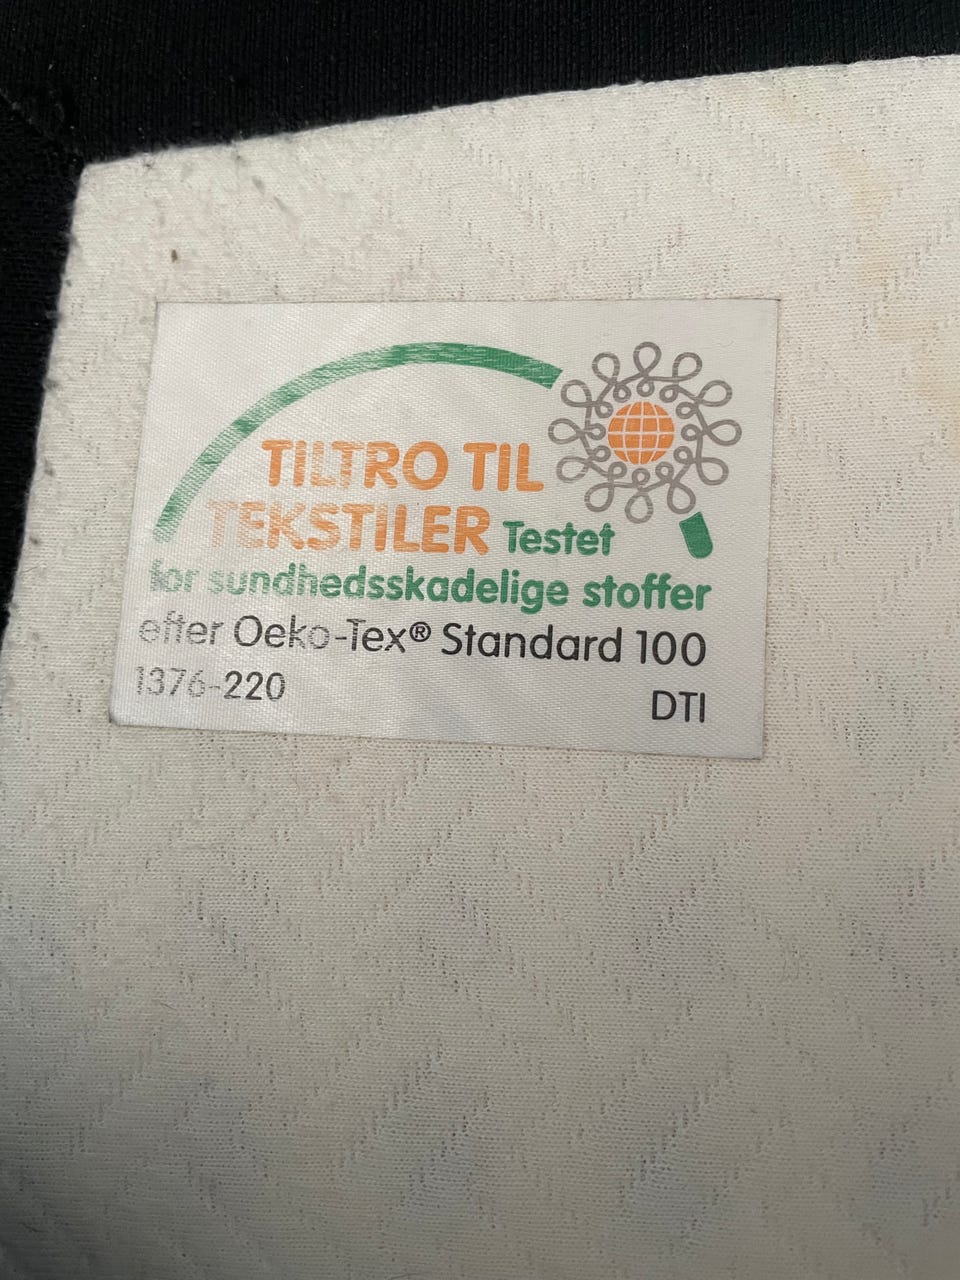 TILTRO TIL
TEKSTILER Testet
for sundhedsskadelige stoffer
efter Oeko-Tex® Standard 100
1376-220
DTI